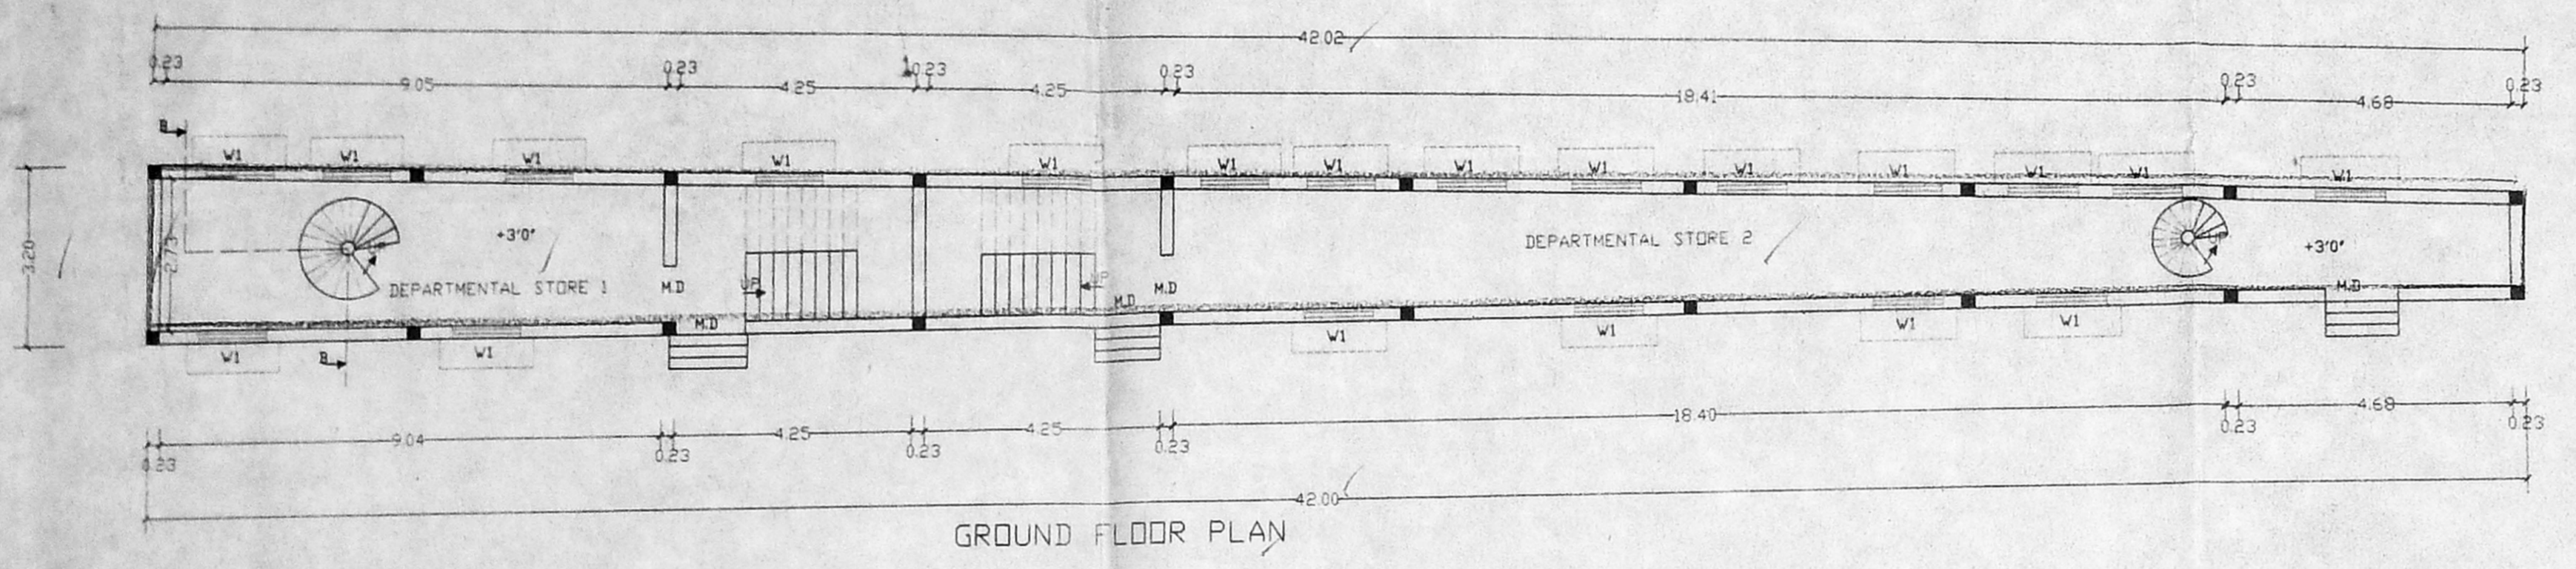 42.02
0.23 0.23 0.23 0.23 0.23 0.23
9.05 4.25 4.25 18.41 4.68
B
W1 W1 W1 W1 W1 W1 W1 W1 W1 W1 W1 W1 W1 W1
3.20
2.73
+3'0"
DEPARTMENTAL STORE 1
M.D
UP
M.D
UP
M.D
M.D
DEPARTMENTAL STORE 2
UP
+3'0"
M.D
W1 W1 W1 W1 W1 W1
B
9.04 4.25 4.25 18.40 4.68
0.23 0.23 0.23 0.23 0.23 0.23
42.00
GROUND FLOOR PLAN